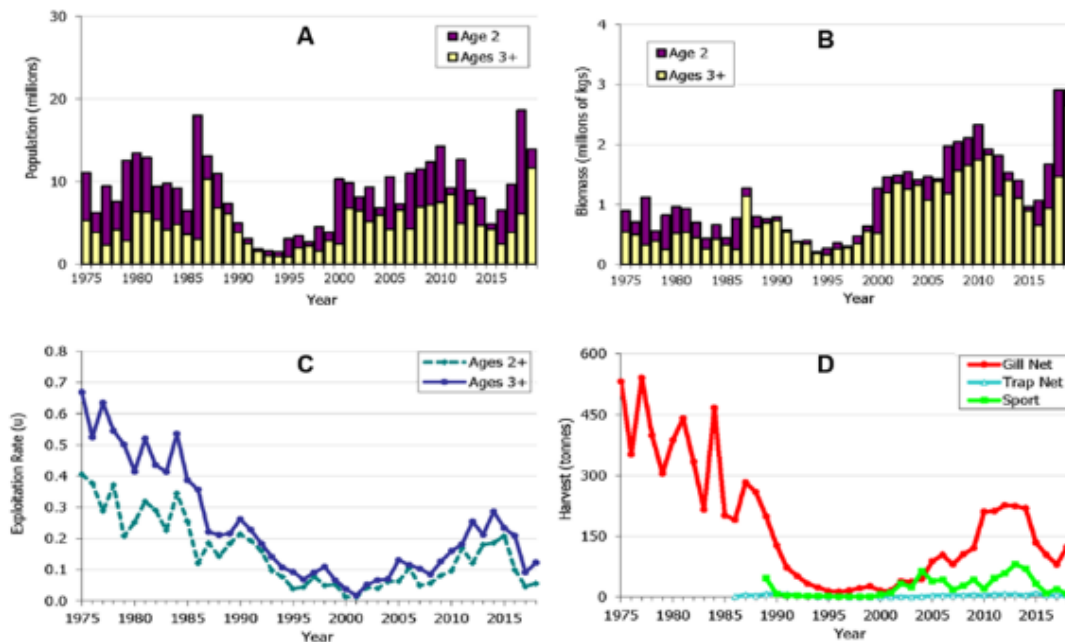 A
30
20
10
0
Population (millions)
Age 2
Ages 3+
1975 1980 1985 1990 1995 2000 2005 2010 2015
Year
B
4
3
2
1
0
Biomass (millions of kgs)
Age 2
Ages 3+
1975 1980 1985 1990 1995 2000 2005 2010 2015
Year
C
0.8
0.7
0.6
0.5
0.4
0.3
0.2
0.1
0.0
Exploitation Rate (u)
Ages 2+
Ages 3+
1975 1980 1985 1990 1995 2000 2005 2010 2015
Year
D
600
450
300
150
0
Harvest (tonnes)
Gill Net
Trap Net
Sport
1975 1980 1985 1990 1995 2000 2005 2010 2015
Year